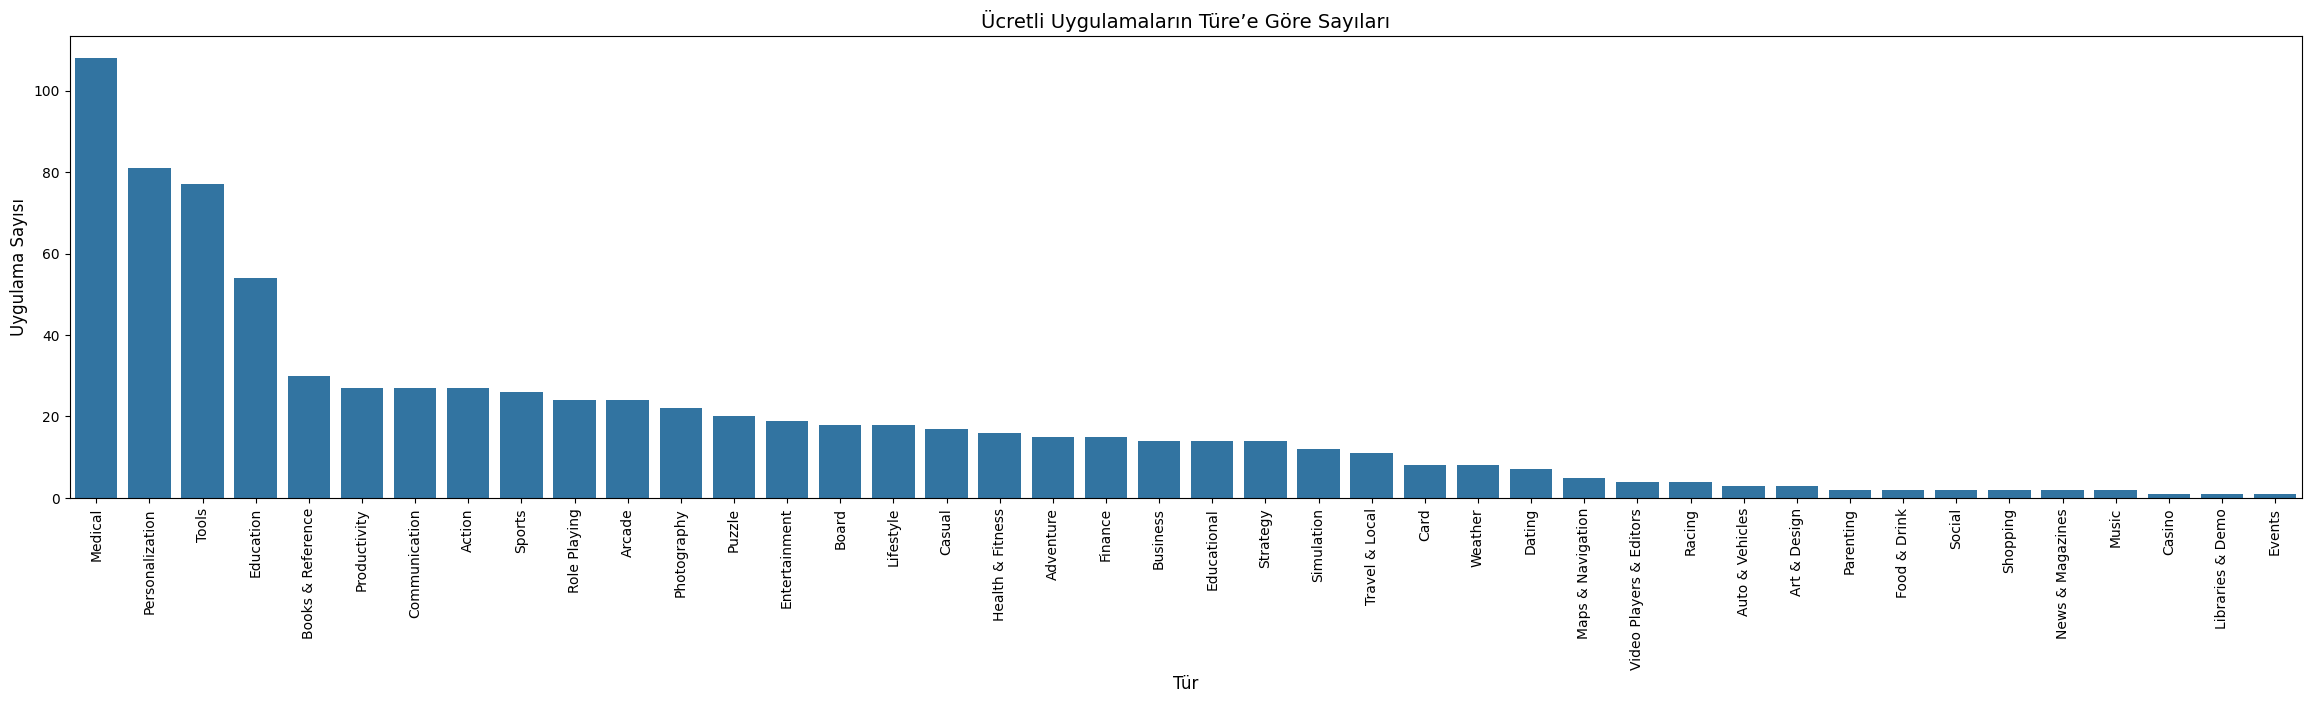 Ücretli Uygulamaların Türe’e Göre Sayıları
Uygulama Sayısı
100
80
60
40
20
0
Medical
Personalization
Tools
Education
Books & Reference
Productivity
Communication
Action
Sports
Role Playing
Arcade
Photography
Puzzle
Entertainment
Board
Lifestyle
Casual
Health & Fitness
Adventure
Finance
Business
Educational
Strategy
Simulation
Travel & Local
Card
Weather
Dating
Maps & Navigation
Video Players & Editors
Racing
Auto & Vehicles
Art & Design
Parenting
Food & Drink
Social
Shopping
News & Magazines
Music
Casino
Libraries & Demo
Events
Tür